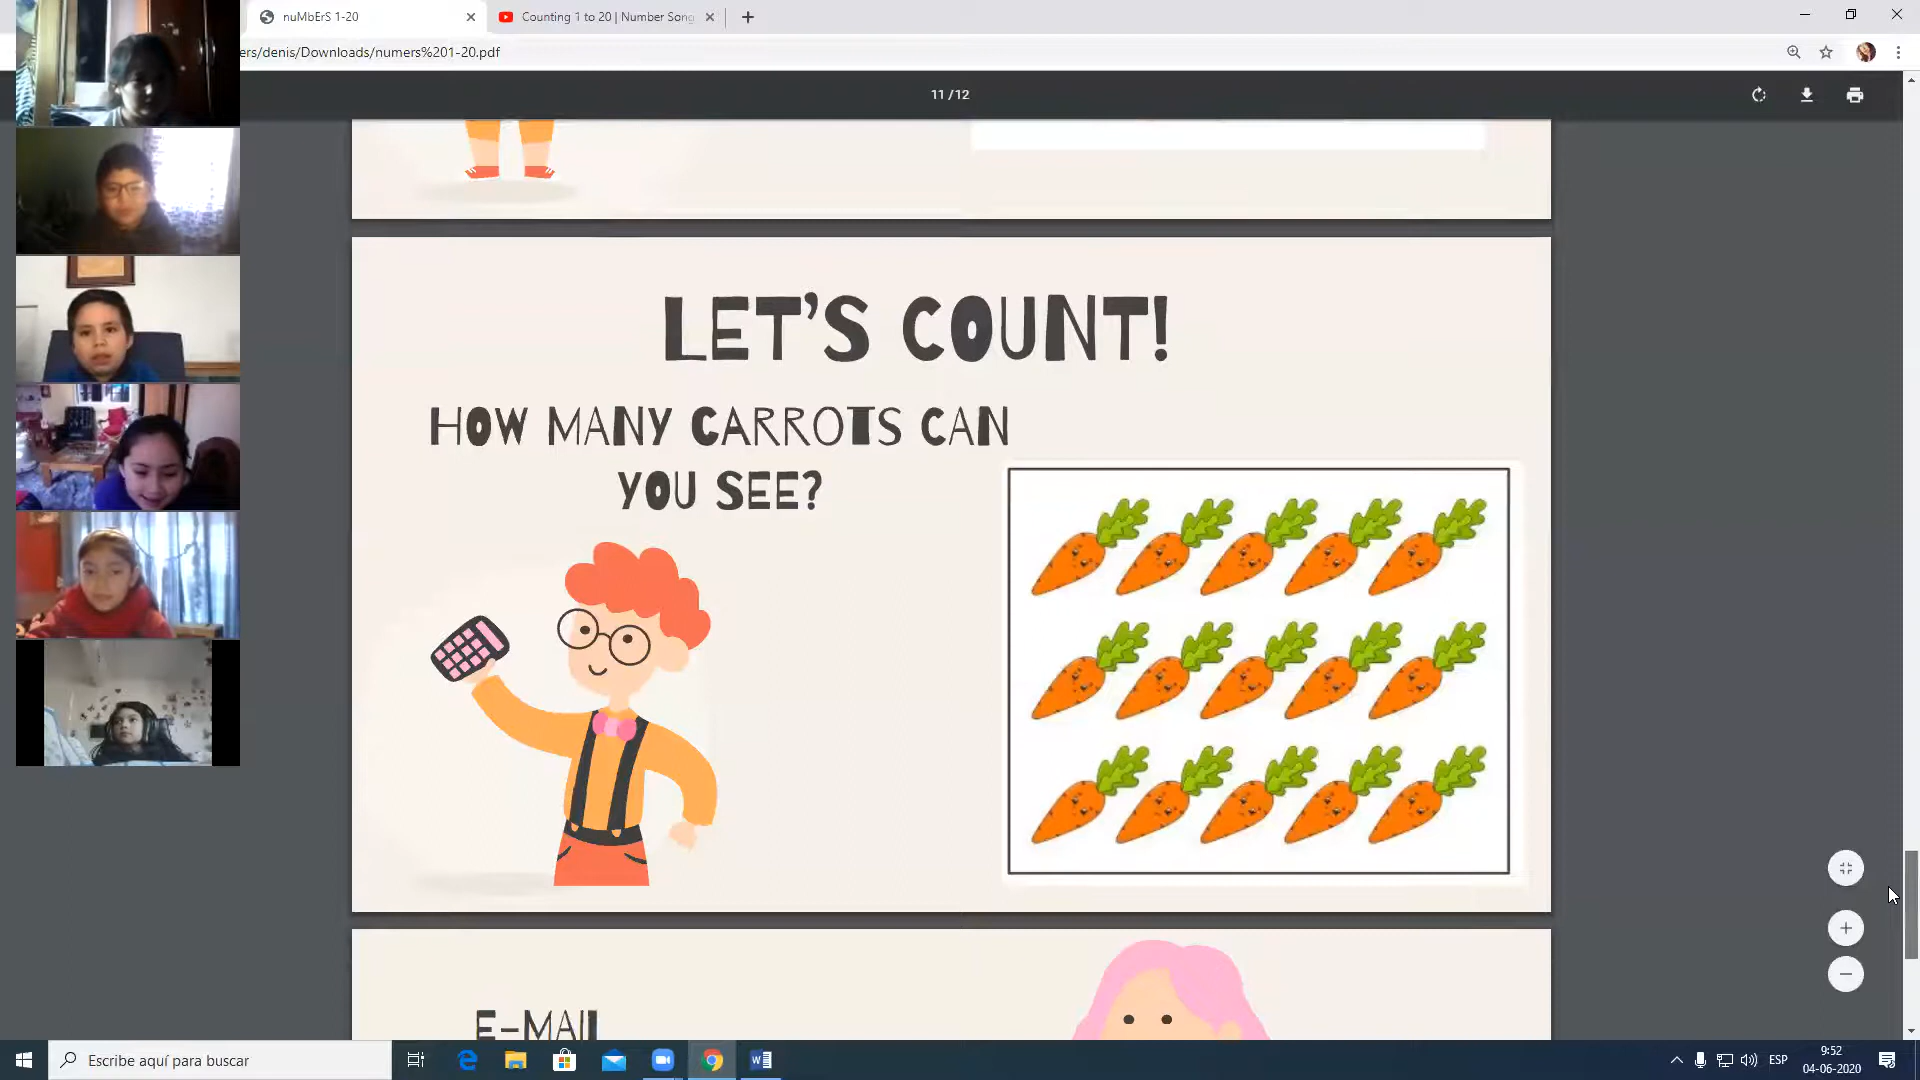 nuMbErS 1-20
Counting 1 to 20 | Number Song
ers/denis/Downloads/numers%201-20.pdf
11 / 12
LET'S COUNT!
HOW MANY CARROTS CAN
YOU SEE?
E-MAIL
Escribe aquí para buscar
ESP
9:52
04-06-2020